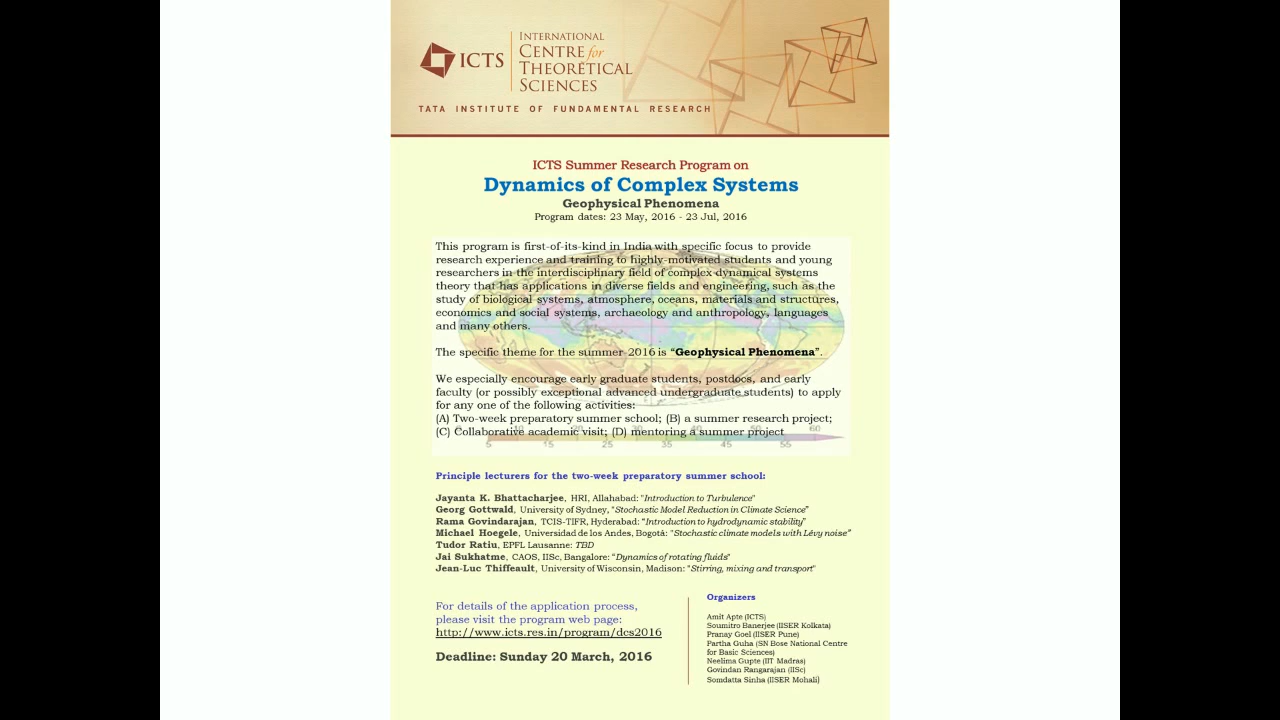 ICTS
INTERNATIONAL
CENTRE for
THEORETICAL
SCIENCES
TATA INSTITUTE OF FUNDAMENTAL RESEARCH
ICTS Summer Research Program on
Dynamics of Complex Systems
Geophysical Phenomena
Program dates: 23 May, 2016 - 23 Jul, 2016
This program is first-of-its-kind in India with specific focus to provide
research experience and training to highly-motivated students and young
researchers in the interdisciplinary field of complex dynamical systems
theory that has applications in diverse fields and engineering, such as the
study of biological systems, atmosphere, oceans, materials and structures,
economics and social systems, archaeology and anthropology, languages
and many others.
The specific theme for the summer-2016 is "Geophysical Phenomena".
We especially encourage early graduate students, postdocs, and early
faculty (or possibly exceptional advanced undergraduate students) to apply
for any one of the following activities:
(A) Two-week preparatory summer school; (B) a summer research project;
(C) Collaborative academic visit; (D) mentoring a summer project
5 15 25 35 45 55
60
Principle lecturers for the two-week preparatory summer school:
Jayanta K. Bhattacharjee, HRI, Allahabad: "Introduction to Turbulence"
Georg Gottwald, University of Sydney, "Stochastic Model Reduction in Climate Science"
Rama Govindarajan, TCIS-TIFR, Hyderabad: "Introduction to hydrodynamic stability"
Michael Hoegele, Universidad de los Andes, Bogotá: "Stochastic climate models with Lévy noise"
Tudor Ratiu, EPFL Lausanne: TBD
Jai Sukhatme, CAOS, IISc, Bangalore: "Dynamics of rotating fluids"
Jean-Luc Thiffeault, University of Wisconsin, Madison: "Stirring, mixing and transport"
For details of the application process,
please visit the program web page:
http://www.icts.res.in/program/dcs2016
Deadline: Sunday 20 March, 2016
Organizers
Amit Apte (ICTS)
Soumitro Banerjee (IISER Kolkata)
Pranay Goel (IISER Pune)
Partha Guha (SN Bose National Centre
for Basic Sciences)
Neelima Gupte (IIT Madras)
Govindan Rangarajan (IISc)
Somdatta Sinha (IISER Mohali)